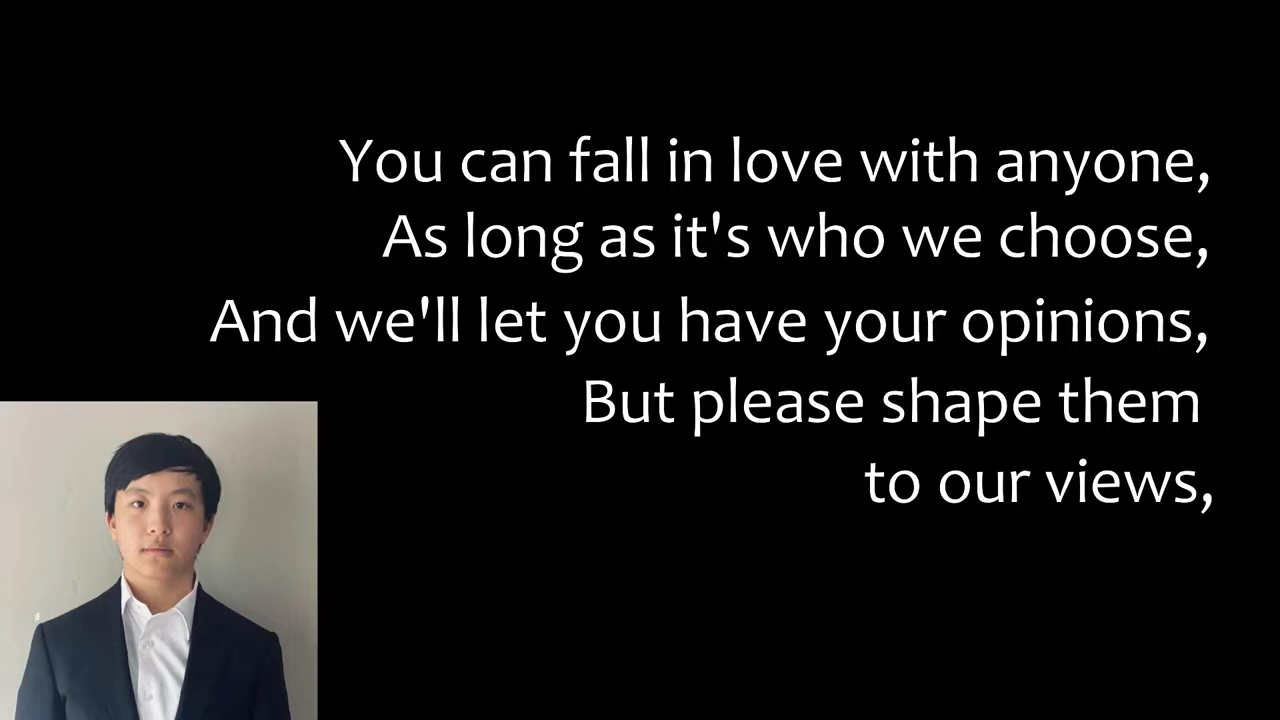 You can fall in love with anyone,
As long as it's who we choose,
And we'll let you have your opinions,
But please shape them
to our views,